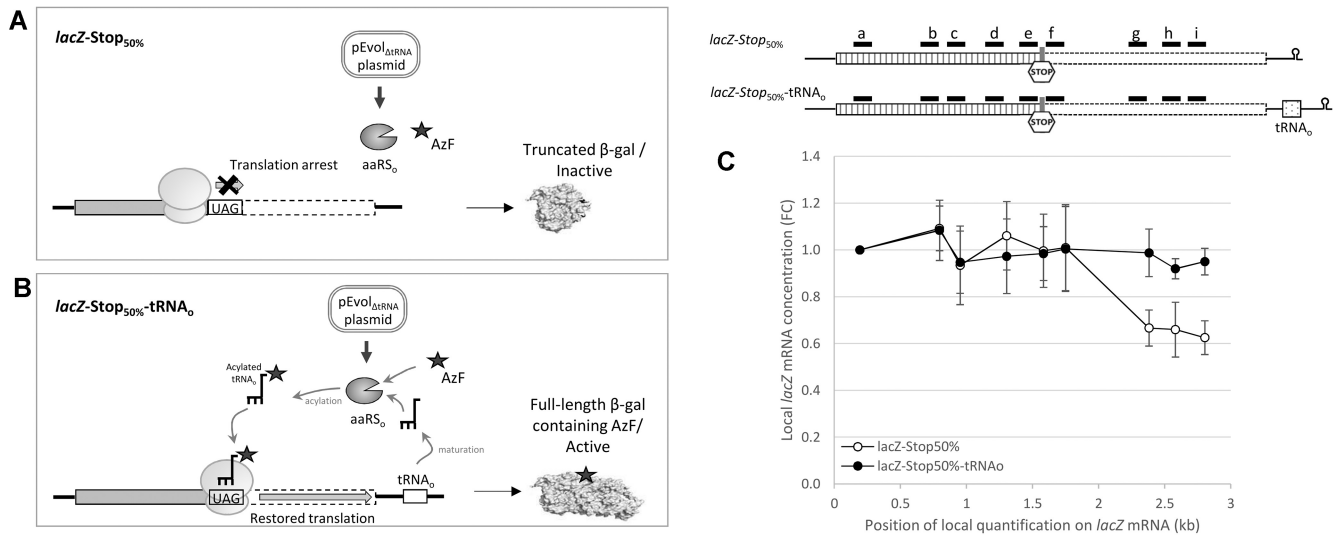 A
lacZ-Stop50%
pEvolΔtRNA
plasmid
aaRSo
AzF
Translation arrest
UAG
Truncated β-gal /
Inactive
B
lacZ-Stop50%-tRNAo
pEvolΔtRNA
plasmid
Acylated
tRNAo
AzF
acylation
aaRSo
maturation
tRNAo
UAG
Restored translation
Full-length β-gal
containing AzF/
Active
a b c d e f g h i
lacZ-Stop50%
STOP
lacZ-Stop50%-tRNAo
STOP
tRNAo
C
Local lacZ mRNA concentration (FC)
1.4
1.2
1.0
0.8
0.6
0.4
0.2
0.0
lacZ-Stop50%
lacZ-Stop50%-tRNAo
0 0.5 1 1.5 2 2.5 3
Position of local quantification on lacZ mRNA (kb)